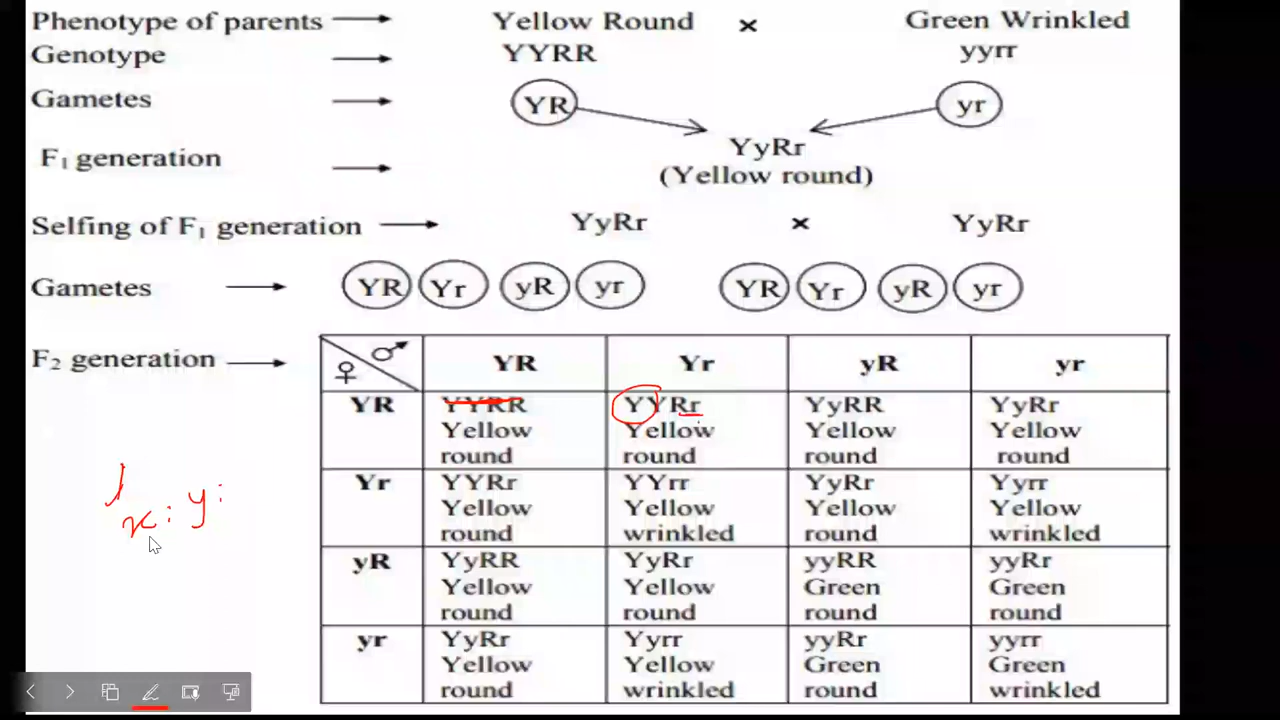 Phenotype of parents → Yellow Round × Green Wrinkled
Genotype → YYRR yyrr
Gametes → YR yr
F₁ generation → YyRr
(Yellow round)
Selfing of F₁ generation → YyRr × YyRr
Gametes → YR Yr yR yr YR Yr yR yr
F₂ generation → ♀ ♂ YR Yr yR yr
YR YYRR YYRr YyRR YyRr
Yellow Yellow Yellow Yellow
round round round round
Yr YYRr YYrr YyRr Yyrr
Yellow Yellow Yellow Yellow
round wrinkled round wrinkled
x : y :
yR YyRR YyRr yyRR yyRr
Yellow Yellow Green Green
round round round round
yr YyRr Yyrr yyRr yyrr
Yellow Yellow Green Green
round wrinkled round wrinkled